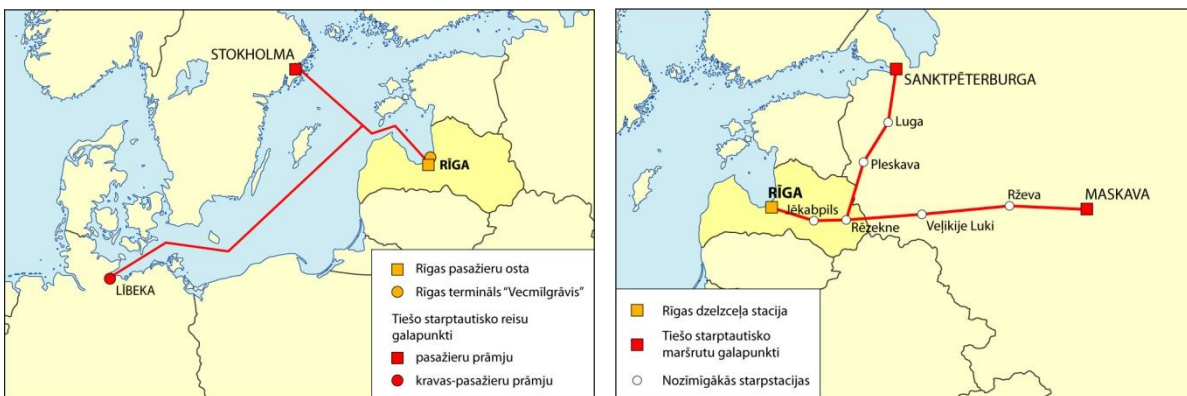 STOKHOLMA
RĪGA
LĪBEKA
Rīgas pasažieru osta
Rīgas termināls “Vecmīlgrāvis”
Tiešo starptautisko reisu
galapunkti
pasažieru prāmju
kravas-pasažieru prāmju
SANKTPĒTERBURGA
Luga
Pleskava
RĪGA
Jēkabpils
Rēzekne
Veļikije Luki
Rževa
MASKAVA
Rīgas dzelzceļa stacija
Tiešo starptautisko
maršrutu galapunkti
Nozīmīgākās starpstacijas